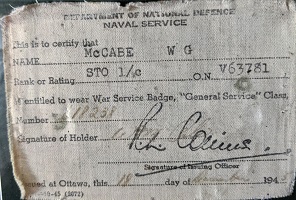 DEPARTMENT OF NATIONAL DEFENCE
NAVAL SERVICE
This is to certify that
NAME McCABE W G
Rank or Rating STO 1/c O.N. V63781
is entitled to wear War Service Badge, "General Service" Class.
Member
Signature of Holder
Signature of Issuing Officer
at Ottawa, this day of 194